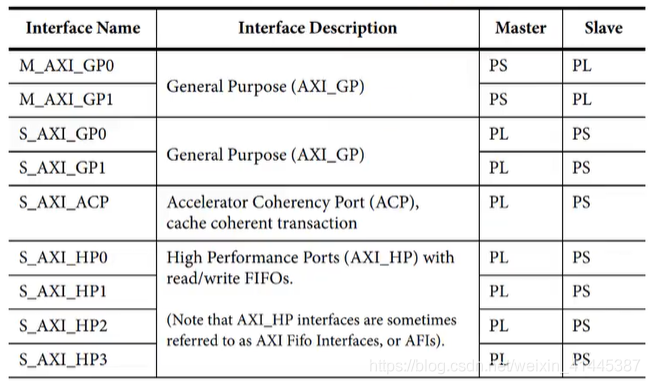 Interface Name Interface Description Master Slave
M_AXI_GP0 PS PL
General Purpose (AXI_GP)
M_AXI_GP1 PS PL
S_AXI_GP0 PL PS
General Purpose (AXI_GP)
S_AXI_GP1 PL PS
S_AXI_ACP Accelerator Coherency Port (ACP), PL PS
cache coherent transaction
S_AXI_HP0 High Performance Ports (AXI_HP) with PL PS
read/write FIFOs.
S_AXI_HP1 PL PS
S_AXI_HP2 (Note that AXI_HP interfaces are sometimes PL PS
referred to as AXI Fifo Interfaces, or AFIs).
S_AXI_HP3 PL PS
https://blog.csdn.net/weixin_41445387